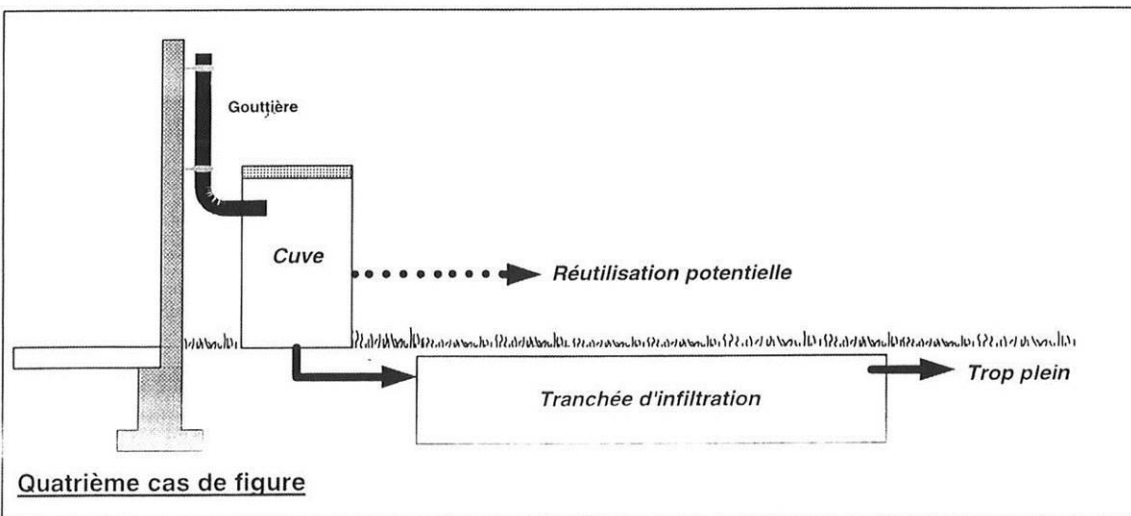 Gouttière
Cuve
Réutilisation potentielle
Trop plein
Tranchée d'infiltration
Quatrième cas de figure